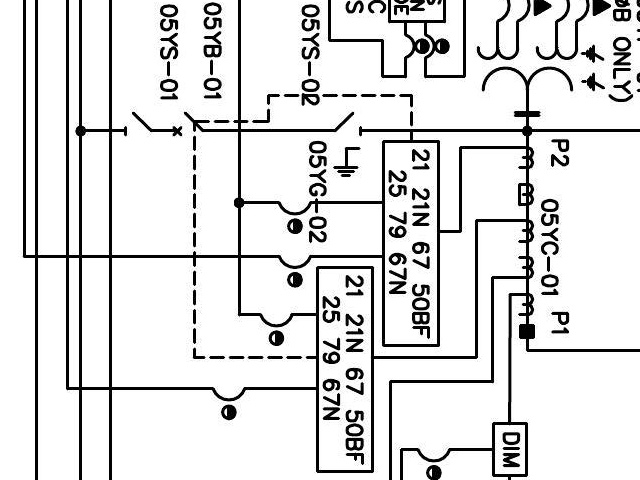 05YS-01
05YB-01
05YS-02
C
S
S
N
DE
ØB ONLY)
P2
05YC-01
P1
05YG-02
21 21N 67 50BF
25 79 67N
21 21N 67 50BF
25 79 67N
DIM